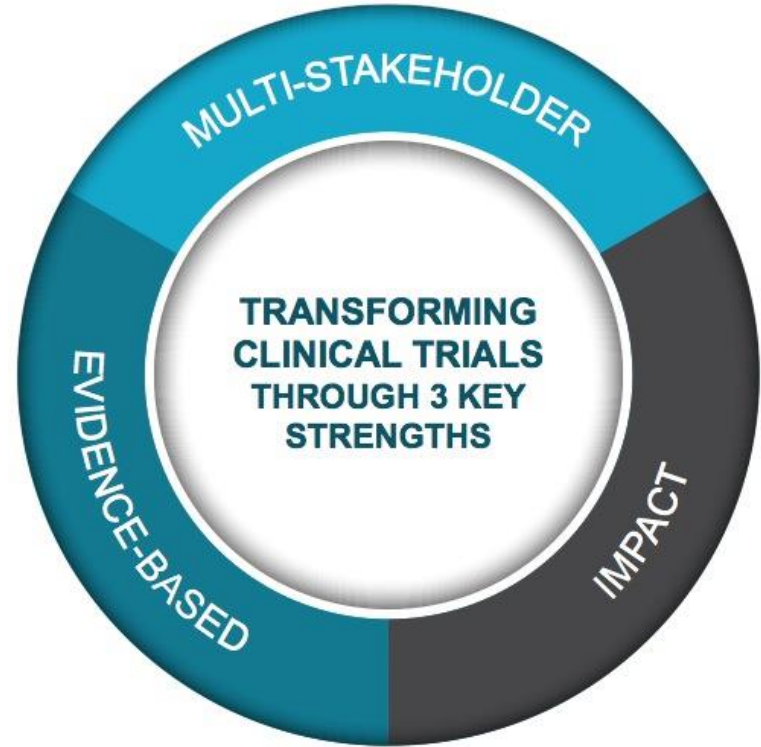 MULTI-STAKEHOLDER
TRANSFORMING
CLINICAL TRIALS
THROUGH 3 KEY
STRENGTHS
EVIDENCE-BASED
IMPACT